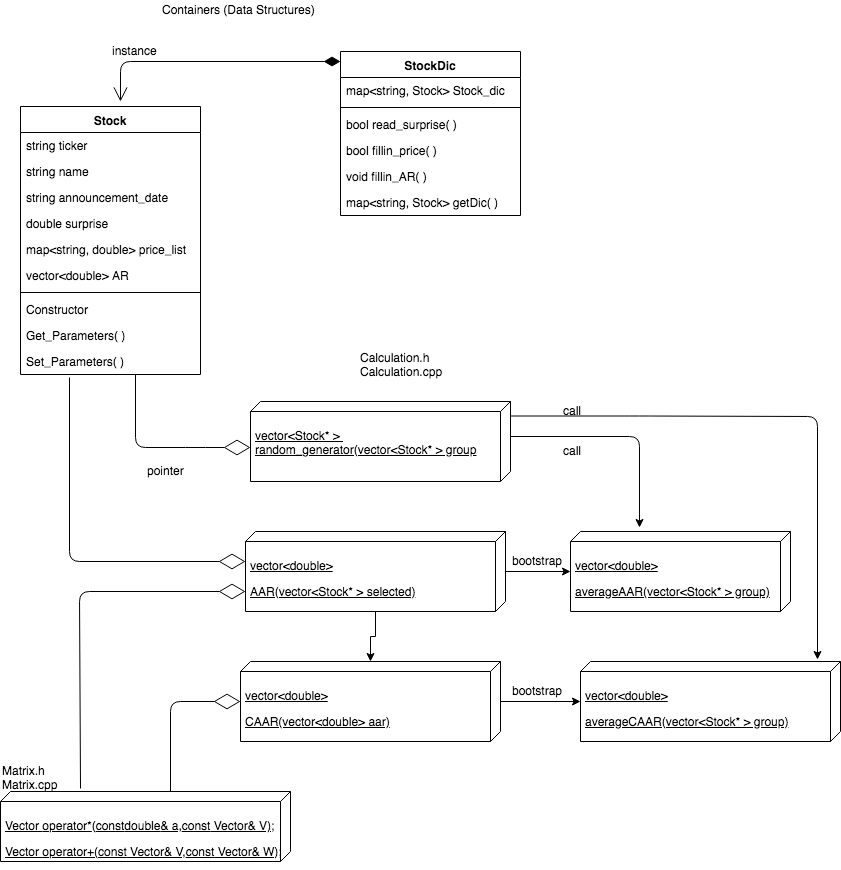 Containers (Data Structures)
instance
StockDic
map<string, Stock> Stock_dic
bool read_surprise( )
bool fillin_price( )
void fillin_AR( )
map<string, Stock> getDic( )
Stock
string ticker
string name
string announcement_date
double surprise
map<string, double> price_list
vector<double> AR
Constructor
Get_Parameters( )
Set_Parameters( )
Calculation.h
Calculation.cpp
vector<Stock* >
random_generator(vector<Stock* > group
call
call
pointer
vector<double>
AAR(vector<Stock* > selected)
bootstrap
vector<double>
averageAAR(vector<Stock* > group)
vector<double>
CAAR(vector<double> aar)
bootstrap
vector<double>
averageCAAR(vector<Stock* > group)
Matrix.h
Matrix.cpp
Vector operator*(constdouble& a,const Vector& V);
Vector operator+(const Vector& V,const Vector& W)